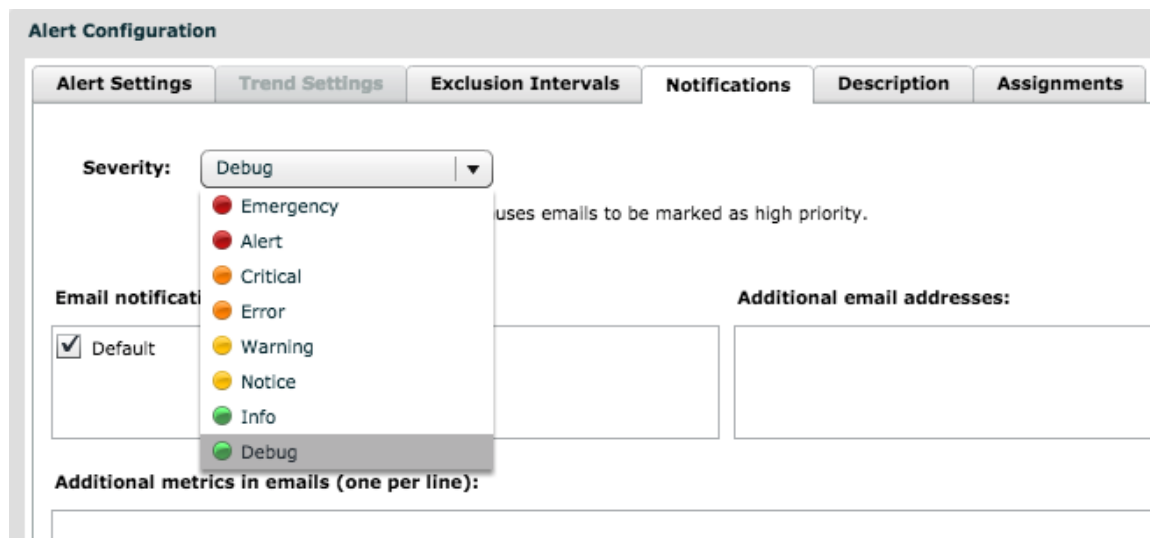 Alert Configuration
Alert Settings Trend Settings Exclusion Intervals Notifications Description Assignments
Severity: Debug
Emergency
uses emails to be marked as high priority.
Alert
Critical
Email notificati Additional email addresses:
Error
Default
Warning
Notice
Info
Debug
Additional metrics in emails (one per line):